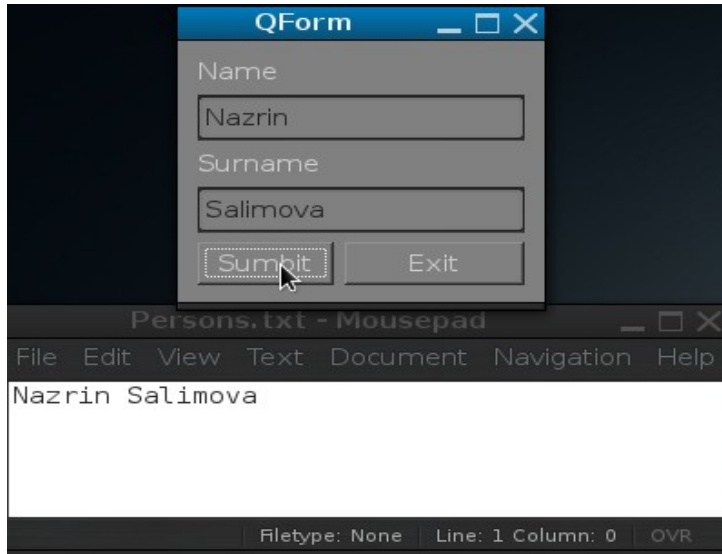 QForm
Name
Nazrin
Surname
Salimova
Sumbit Exit
Persons.txt - Mousepad
File Edit View Text Document Navigation Help
Nazrin Salimova
Filetype: None Line: 1 Column: 0 OVR